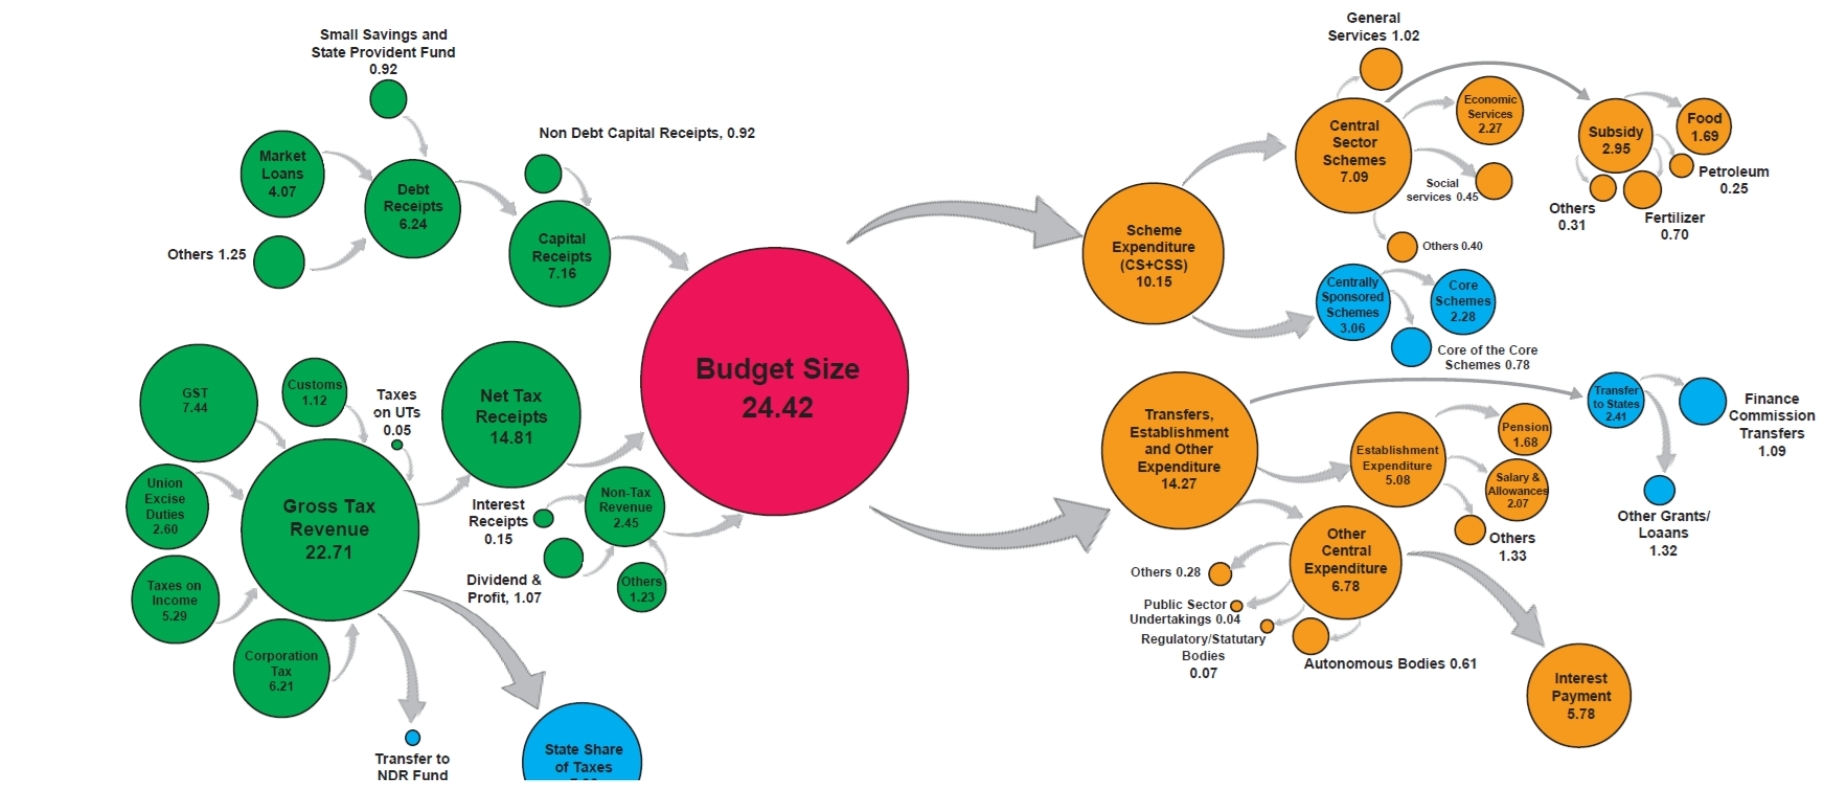 Small Savings and
State Provident Fund
0.92
Market
Loans
4.07
Others 1.25
Debt
Receipts
6.24
Non Debt Capital Receipts, 0.92
Capital
Receipts
7.16
GST
7.44
Customs
1.12
Taxes
on UTs
0.05
Union
Excise
Duties
2.60
Taxes on
Income
5.29
Corporation
Tax
6.21
Gross Tax
Revenue
22.71
Net Tax
Receipts
14.81
Interest
Receipts
0.15
Non-Tax
Revenue
2.45
Dividend &
Profit, 1.07
Others
1.23
Transfer to
NDR Fund
State Share
of Taxes
Budget Size
24.42
Scheme
Expenditure
(CS+CSS)
10.15
General
Services 1.02
Central
Sector
Schemes
7.09
Economic
Services
2.27
Social
services 0.45
Others 0.40
Subsidy
2.95
Food
1.69
Petroleum
0.25
Fertilizer
0.70
Others
0.31
Centrally
Sponsored
Schemes
3.06
Core
Schemes
2.28
Core of the Core
Schemes 0.78
Transfers,
Establishment
and Other
Expenditure
14.27
Transfer
to States
2.41
Finance
Commission
Transfers
1.09
Other Grants/
Loaans
1.32
Establishment
Expenditure
5.08
Pension
1.68
Salary &
Allowances
2.07
Others
1.33
Other
Central
Expenditure
6.78
Others 0.28
Public Sector
Undertakings 0.04
Regulatory/Statutary
Bodies
0.07
Autonomous Bodies 0.61
Interest
Payment
5.78